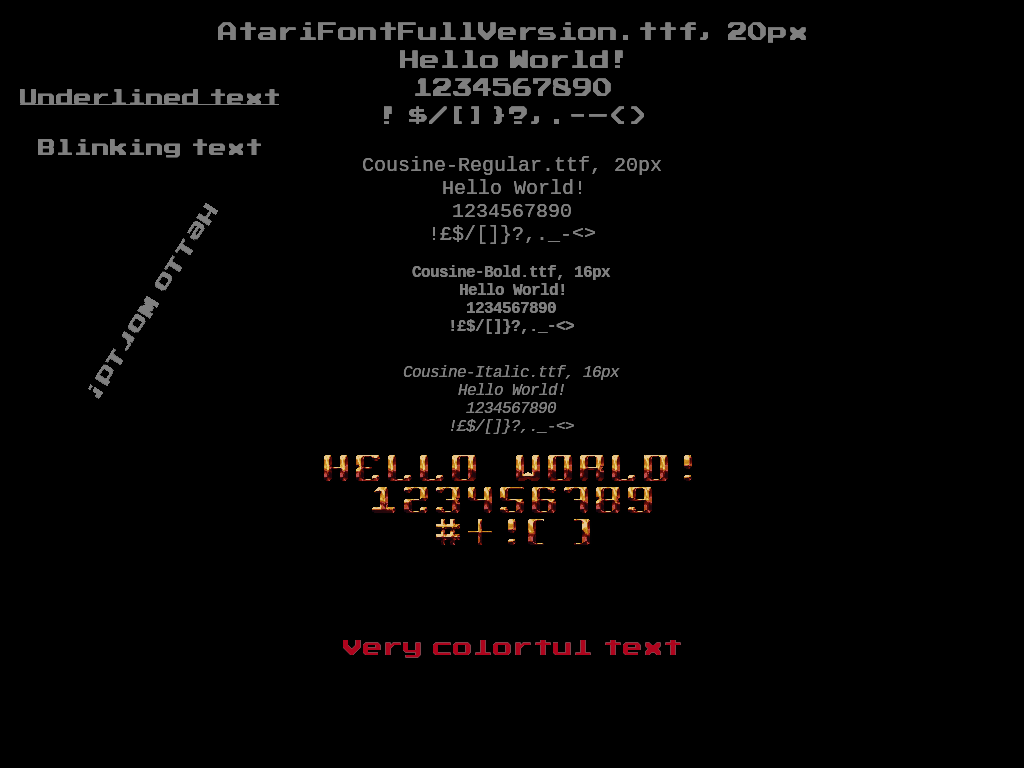 AtariFontFullVersion.ttf, 20px
Hello World!
1234567890
! $/[]}?,.--<>
Underlined text
Blinking text
Cousine-Regular.ttf, 20px
Hello World!
1234567890
!£$/[]}?,._-<>
Cousine-Bold.ttf, 16px
Hello World!
1234567890
!£$/[]}?,._-<>
Hello World!
Cousine-Italic.ttf, 16px
Hello World!
1234567890
!£$/[]}?,._-<>
HELLO WORLD!
123456789
#+![ ]
Very colorful text